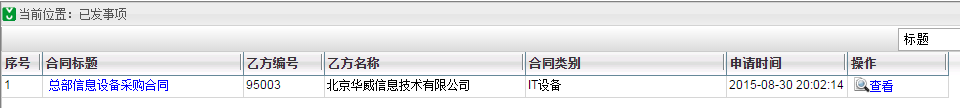 当前位置：已发事项
标题
序号 合同标题 乙方编号 乙方名称 合同类别 申请时间 操作
1 总部信息设备采购合同 95003 北京华威信息技术有限公司 IT设备 2015-08-30 20:02:14 查看